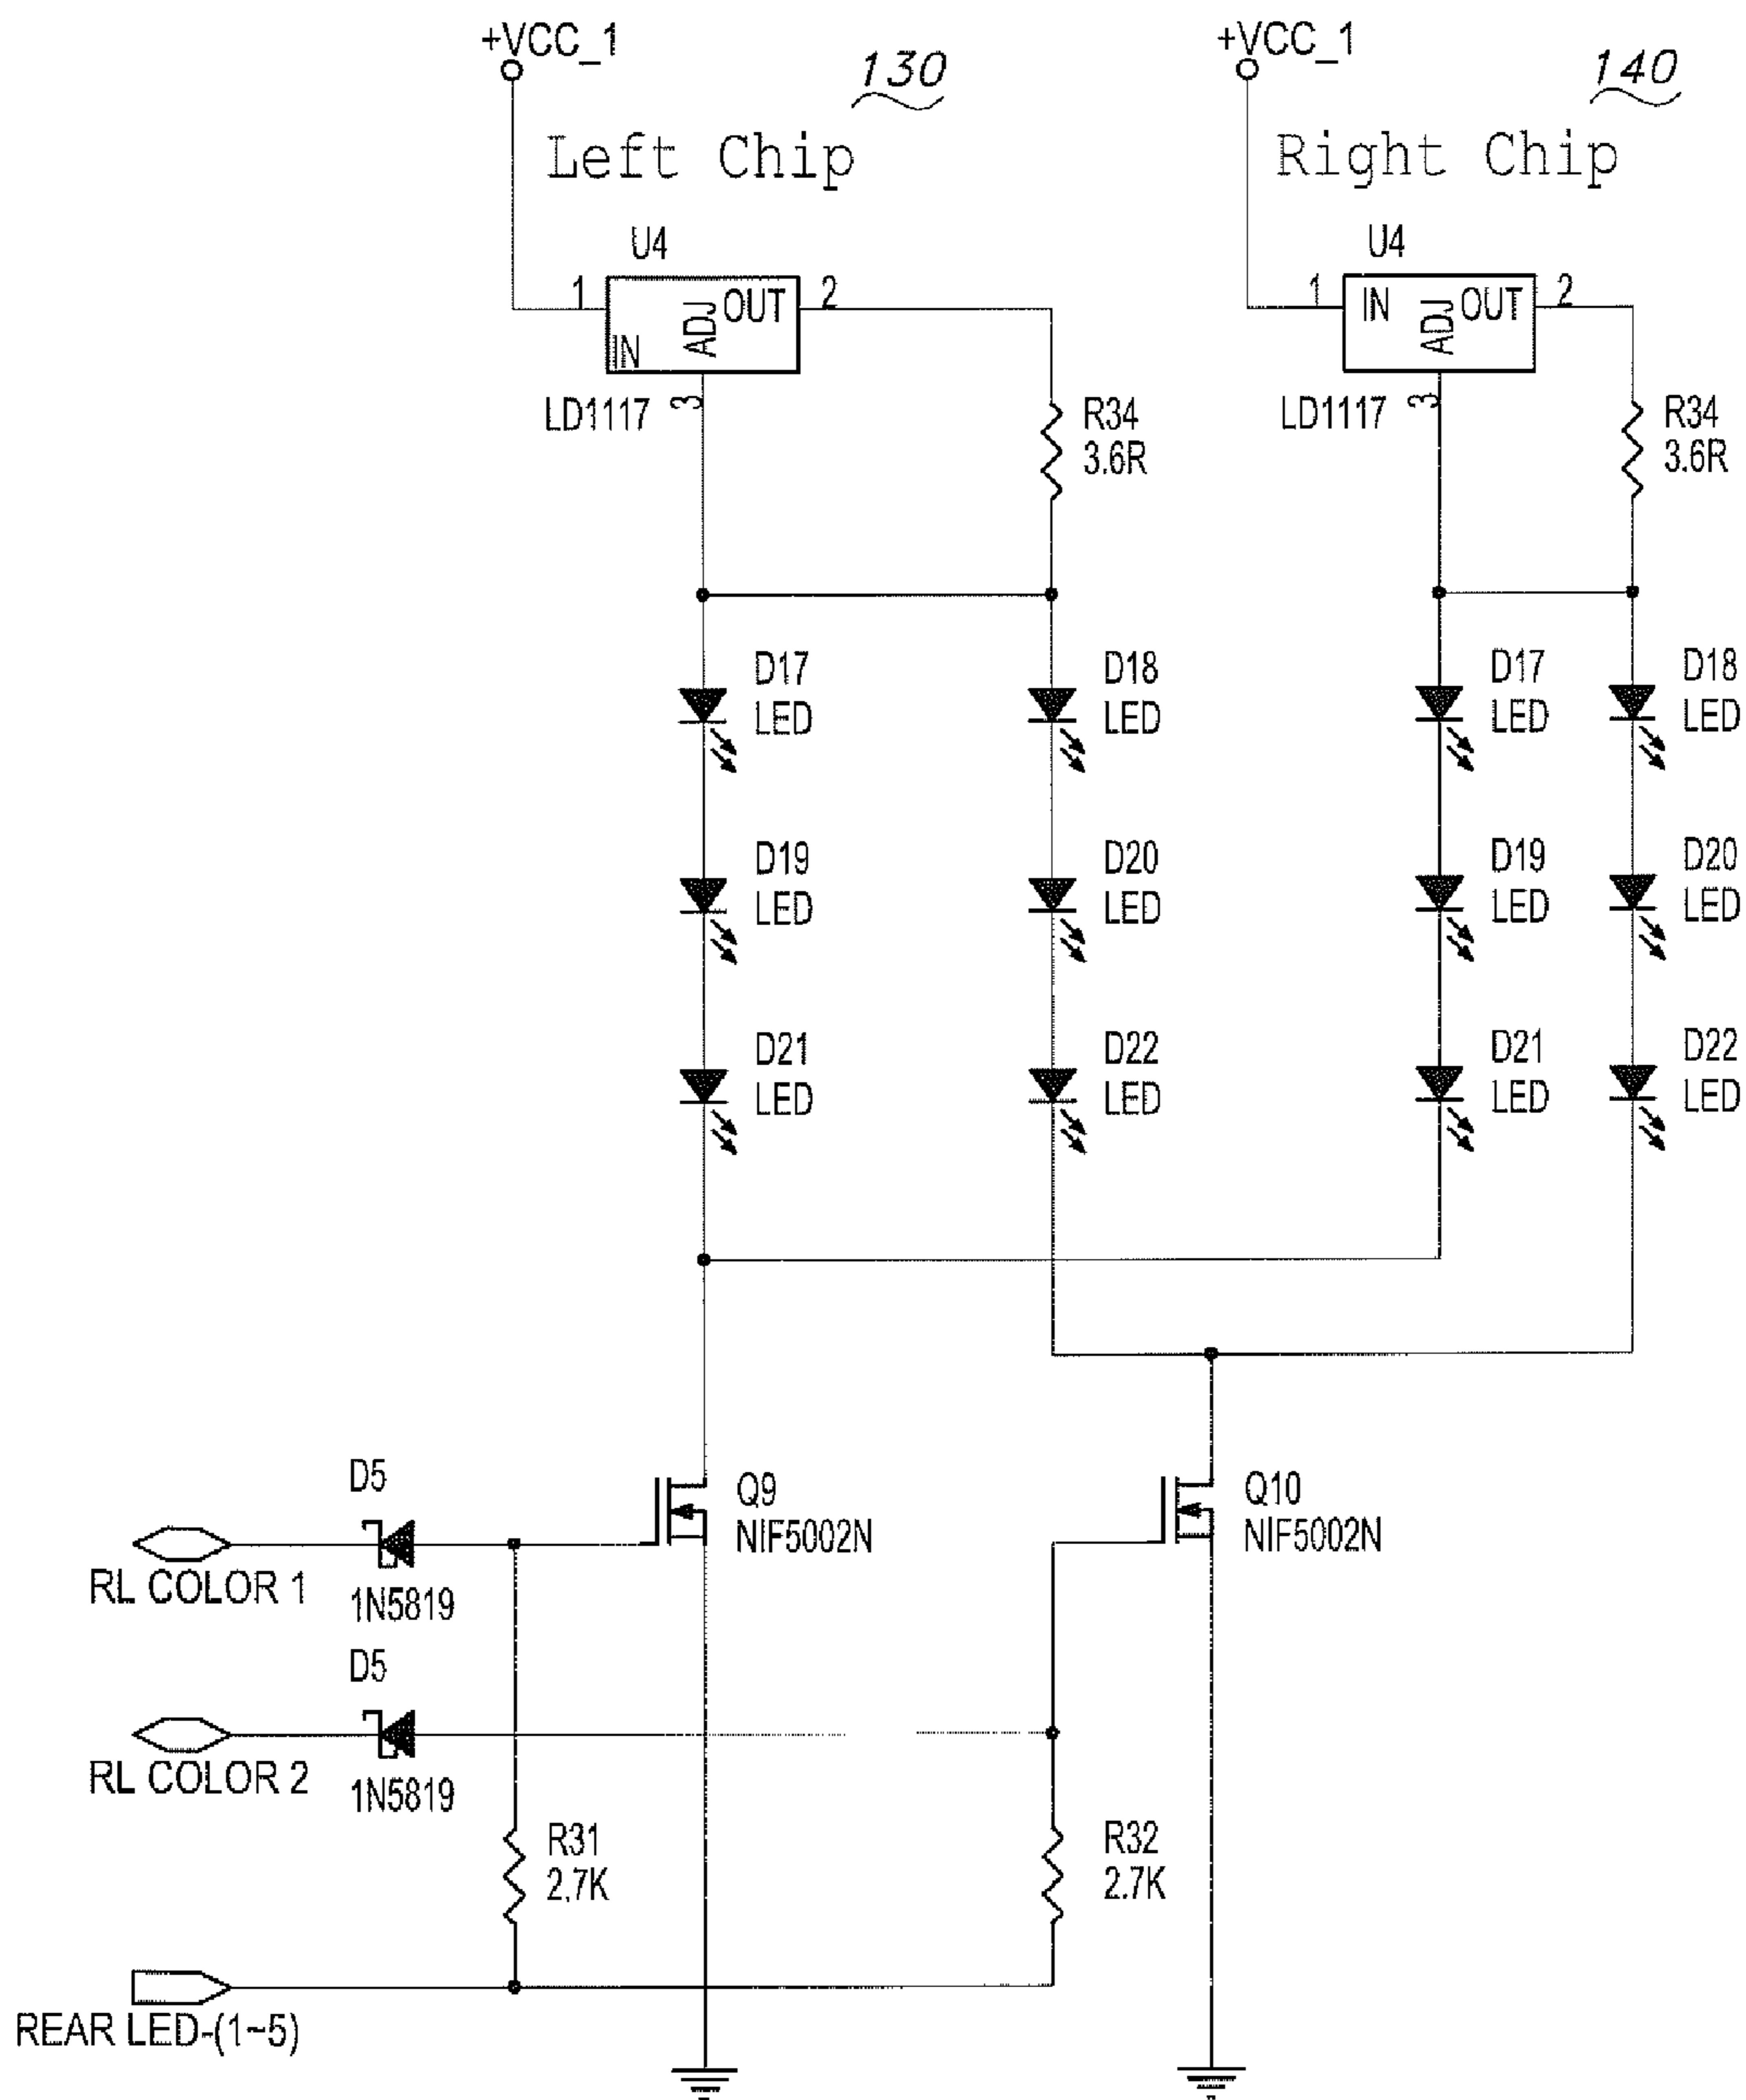 +VCC_1
130
Left Chip
U4
1
IN
ADJ
OUT
2
LD1117
3
R34
3.6R
D17
LED
D18
LED
D19
LED
D20
LED
D21
LED
D22
LED
+VCC_1
140
Right Chip
U4
1
IN
ADJ
OUT
2
LD1117
3
R34
3.6R
D17
LED
D18
LED
D19
LED
D20
LED
D21
LED
D22
LED
D5
RL COLOR 1
1N5819
Q9
NIF5002N
Q10
NIF5002N
D5
RL COLOR 2
1N5819
R31
2.7K
R32
2.7K
REAR LED-(1~5)